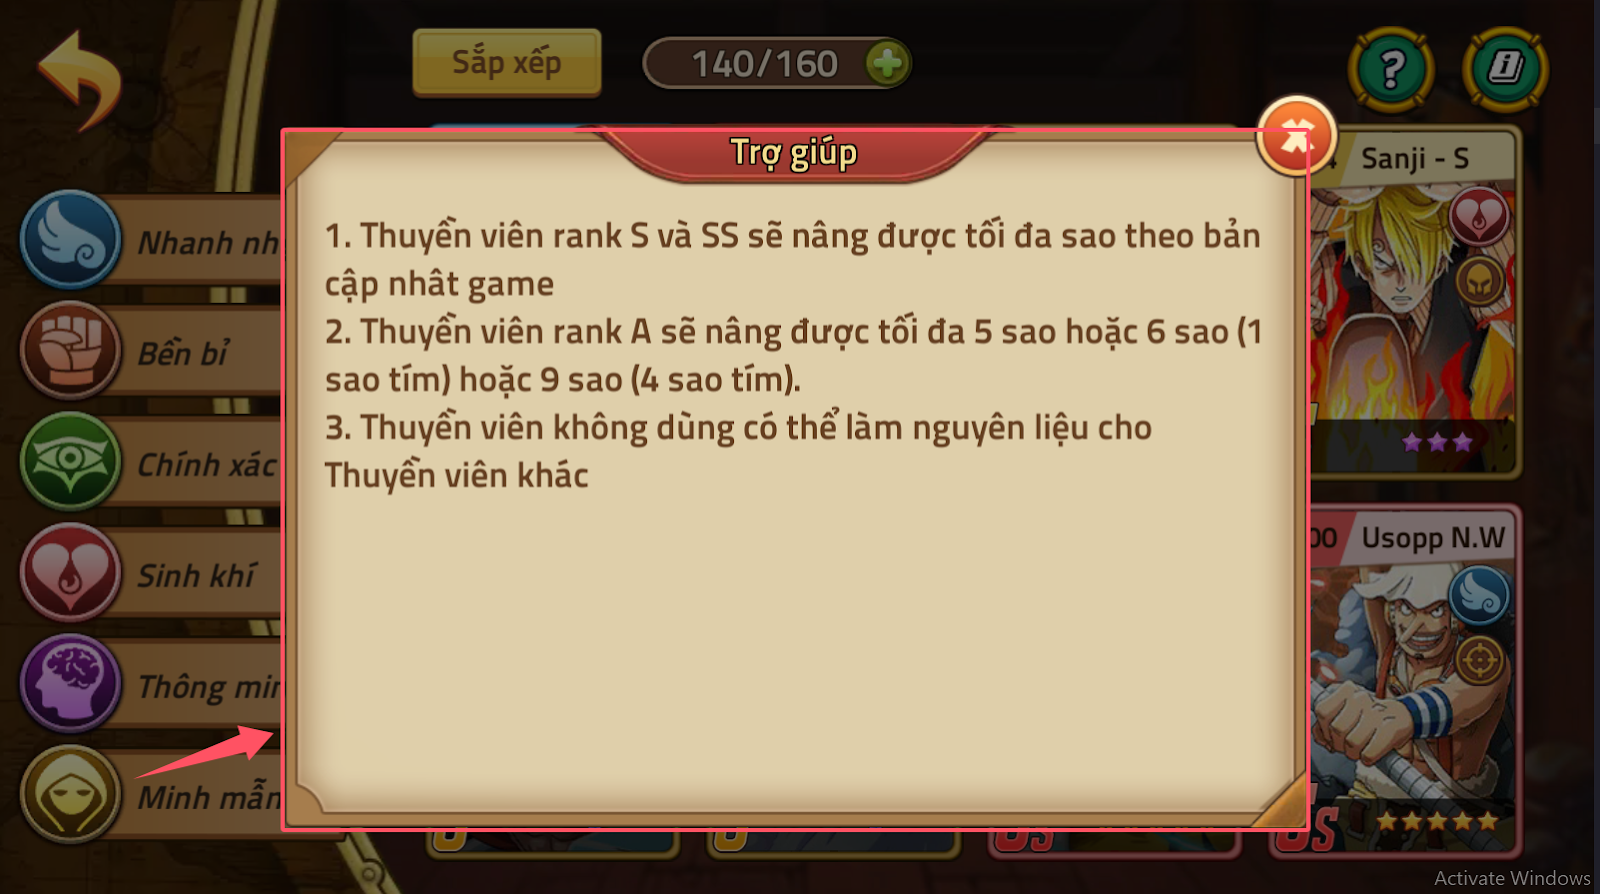 Sắp xếp
140/160
Trợ giúp
Sanji - S
Nhanh nh
1. Thuyền viên rank S và SS sẽ nâng được tối đa sao theo bản
cập nhât game
2. Thuyền viên rank A sẽ nâng được tối đa 5 sao hoặc 6 sao (1
sao tím) hoặc 9 sao (4 sao tím).
3. Thuyền viên không dùng có thể làm nguyên liệu cho
Thuyền viên khác
Bền bỉ
Chính xác
Sinh khí
Usopp N.W
Thông min
Minh mẫn
Activate Windows